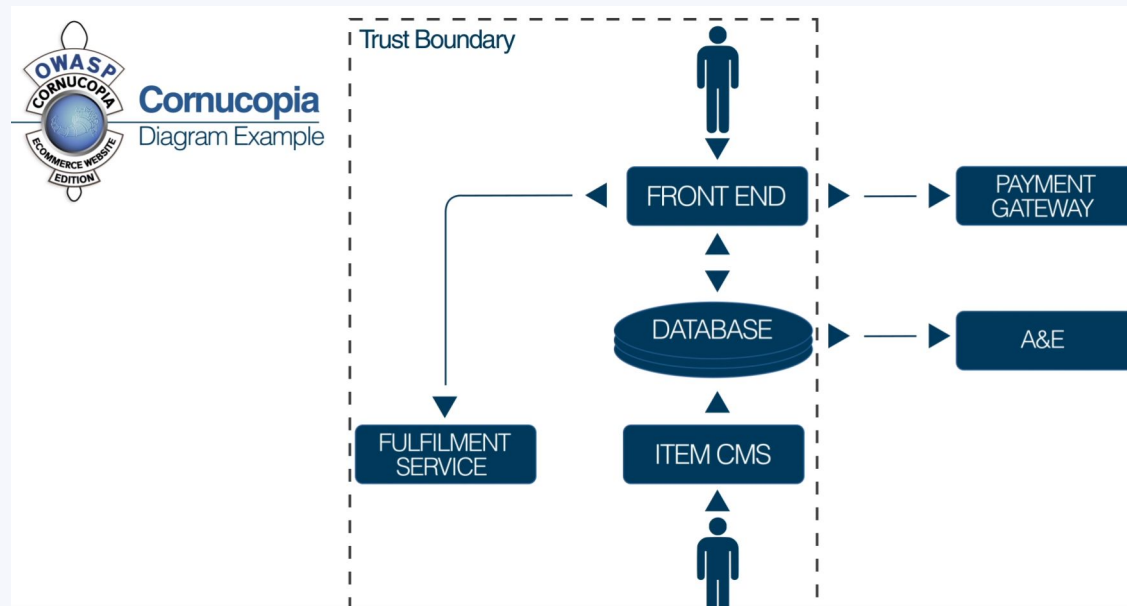 OWASP
CORNUCOPIA
ECOMMERCE WEBSITE
EDITION
Cornucopia
Diagram Example
Trust Boundary
FRONT END
PAYMENT
GATEWAY
DATABASE
A&E
FULFILMENT
SERVICE
ITEM CMS